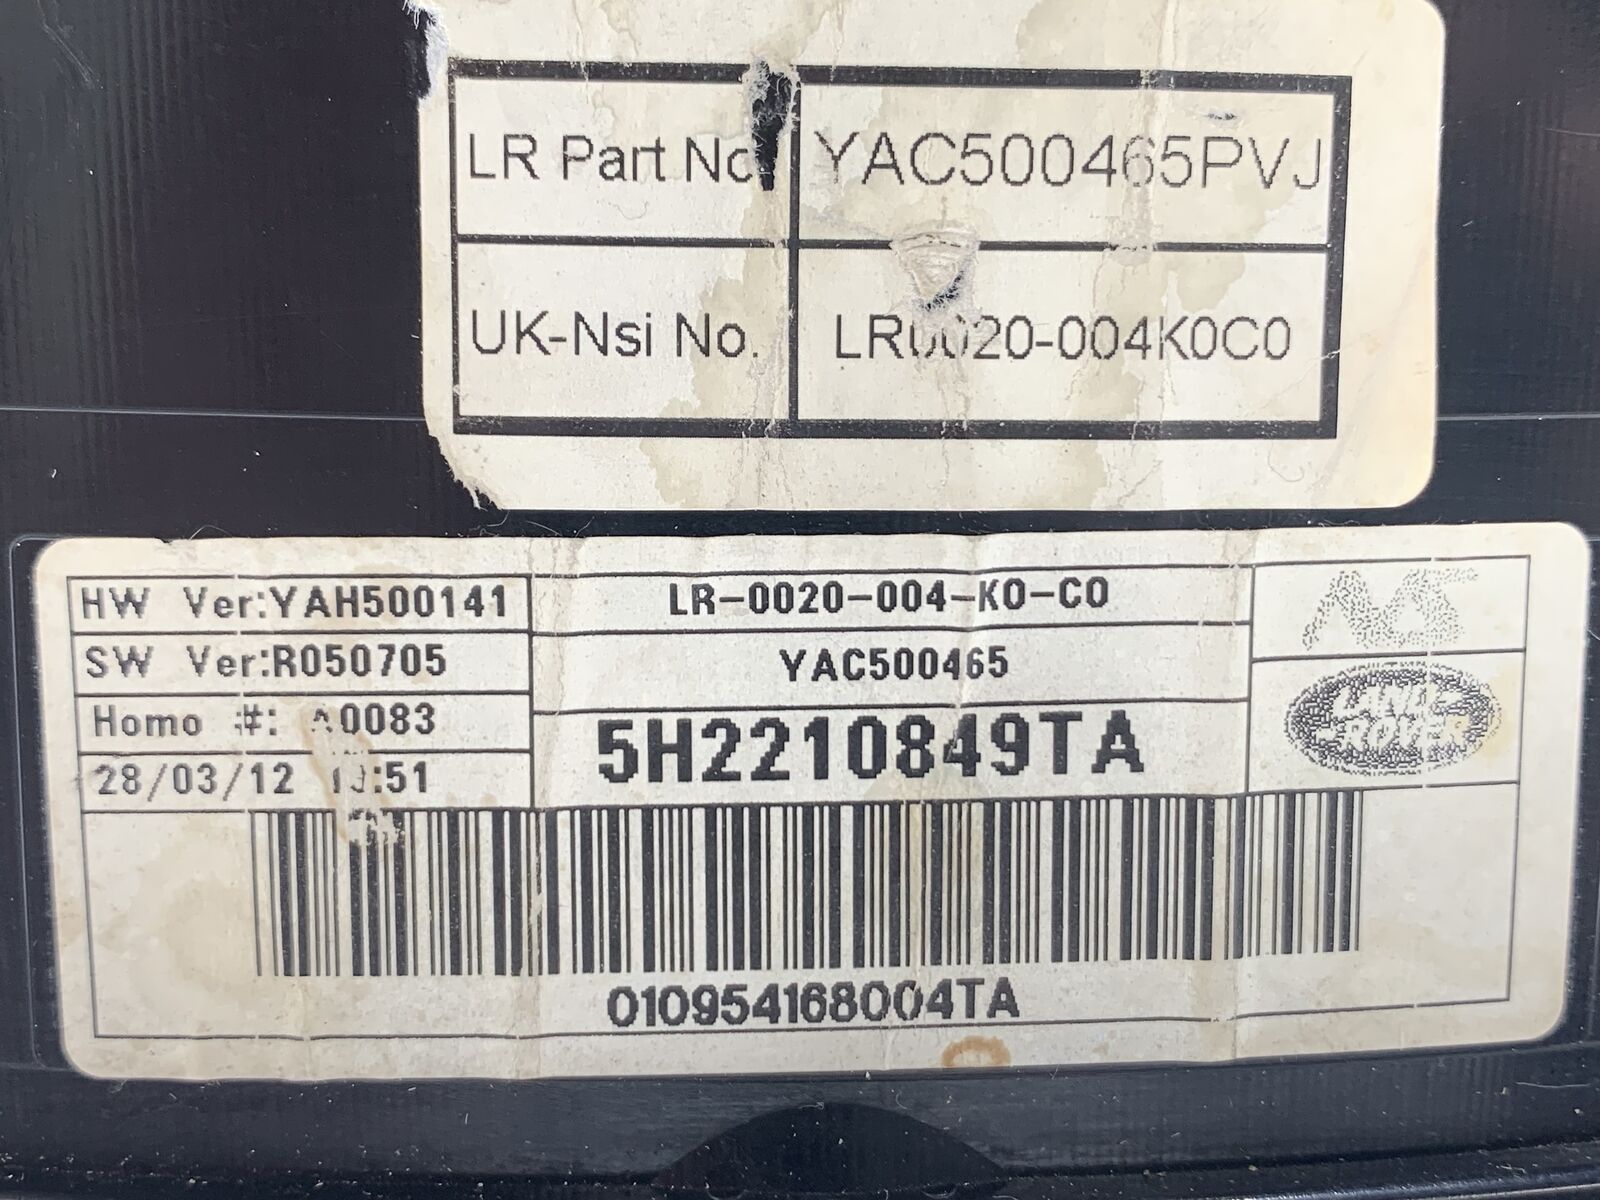 LR Part No. YAC500465PVJ
UK-Nsi No. LR0020-004K0C0
HW Ver:YAH500141 LR-0020-004-K0-C0
SW Ver:R050705 YAC500465
Homo #: A0083 5H2210849TA
28/03/12
LAND
ROVER
010954168004TA